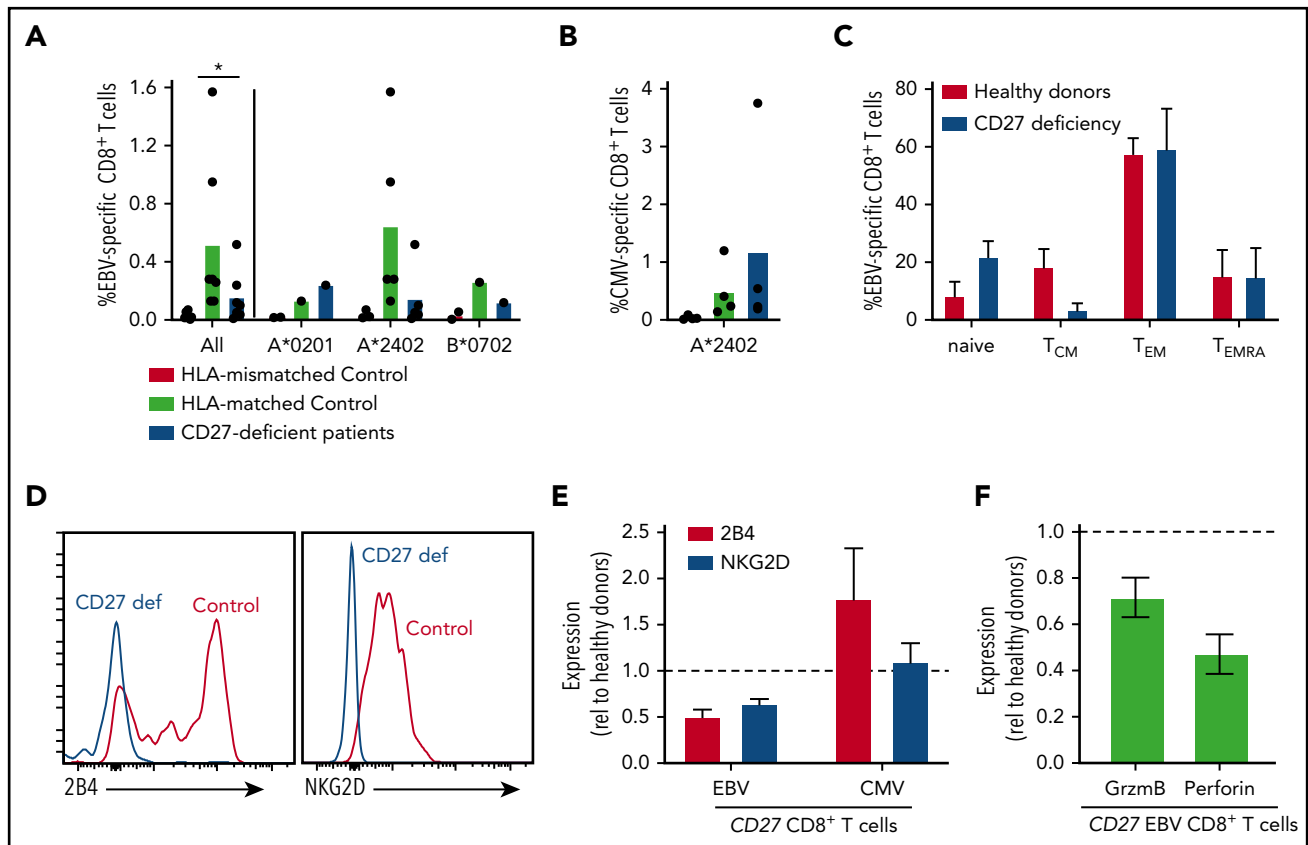 A
%EBV-specific CD8+ T cells
1.6
1.2
0.8
0.4
0.0
*
All
A*0201
A*2402
B*0702
HLA-mismatched Control
HLA-matched Control
CD27-deficient patients
B
%CMV-specific CD8+ T cells
4
3
2
1
0
A*2402
C
%EBV-specific CD8+ T cells
80
60
40
20
0
Healthy donors
CD27 deficiency
naive
TCM
TEM
TEMRA
D
CD27 def
Control
2B4
CD27 def
Control
NKG2D
E
Expression
(rel to healthy donors)
2.5
2.0
1.5
1.0
0.5
0.0
2B4
NKG2D
EBV
CMV
CD27 CD8+ T cells
F
Expression
(rel to healthy donors)
1.0
0.8
0.6
0.4
0.2
0.0
GrzmB
Perforin
CD27 EBV CD8+ T cells